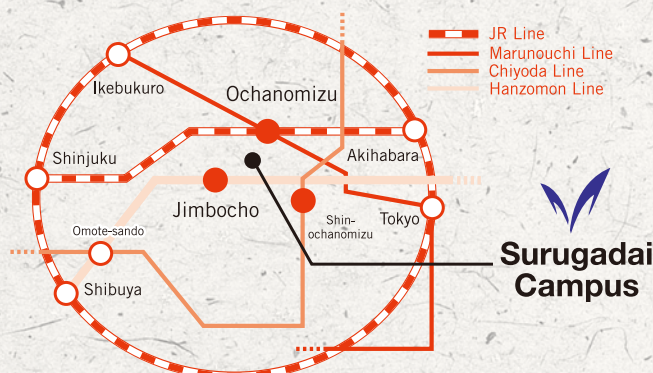 JR Line
Marunouchi Line
Chiyoda Line
Hanzomon Line
Ikebukuro
Ochanomizu
Shinjuku
Akihabara
Jimbocho
Shin-
ochanomizu
Tokyo
Omote-sando
Shibuya
Surugadai
Campus